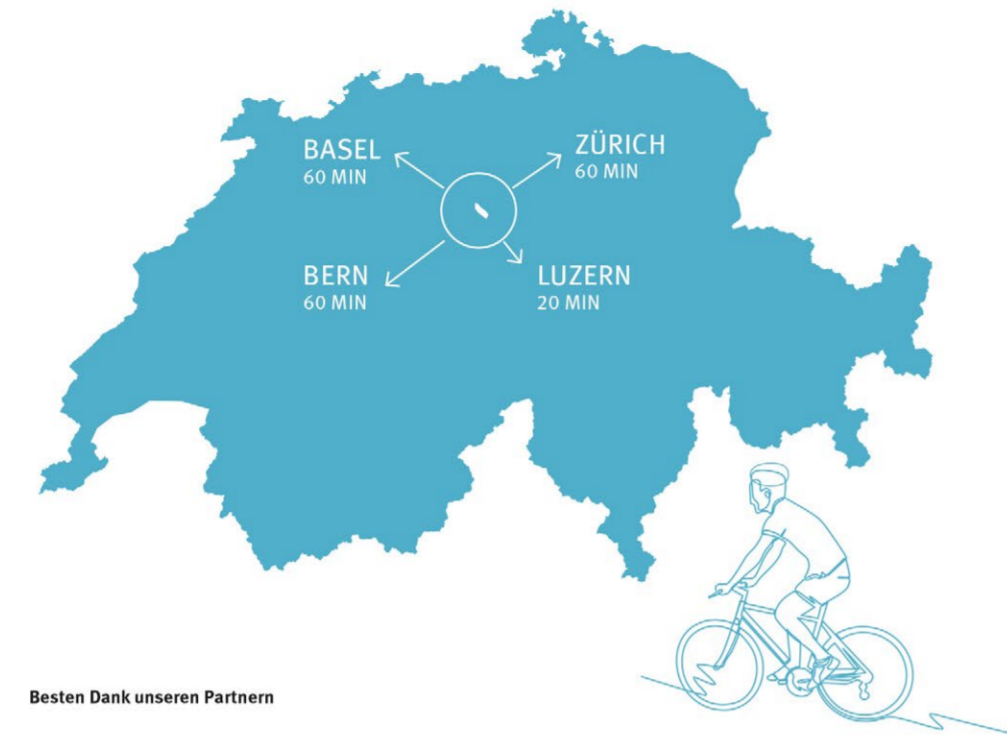 BASEL
60 MIN
ZÜRICH
60 MIN
BERN
60 MIN
LUZERN
20 MIN
Besten Dank unseren Partnern